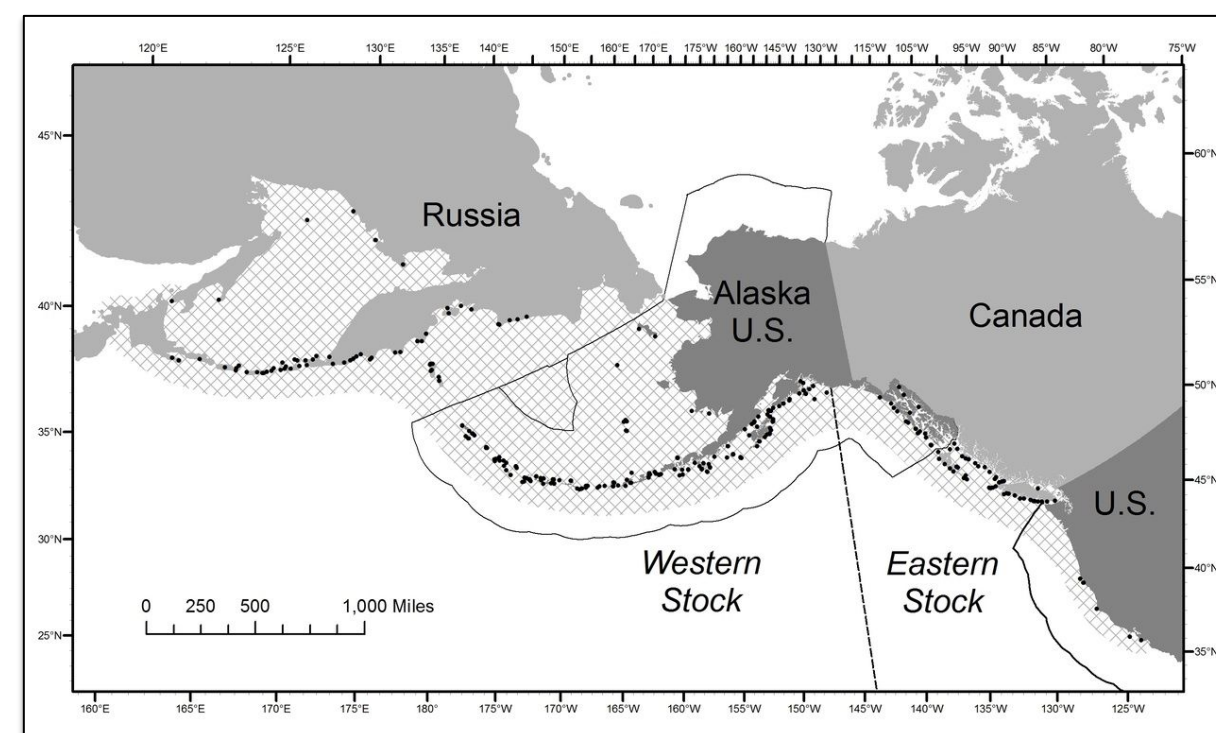 120°E 125°E 130°E 135°E 140°E 150°E 160°E 170°E 175°W 160°W 145°W 130°W 115°W 105°W 95°W 90°W 85°W 80°W 75°W
45°N
60°N
Russia
55°N
Alaska
U.S.
40°N
Canada
50°N
35°N
45°N
U.S.
30°N
Western
Stock
Eastern
Stock
40°N
0 250 500 1,000 Miles
25°N
35°N
160°E 165°E 170°E 175°E 180° 175°W 170°W 165°W 160°W 155°W 150°W 145°W 140°W 135°W 130°W 125°W